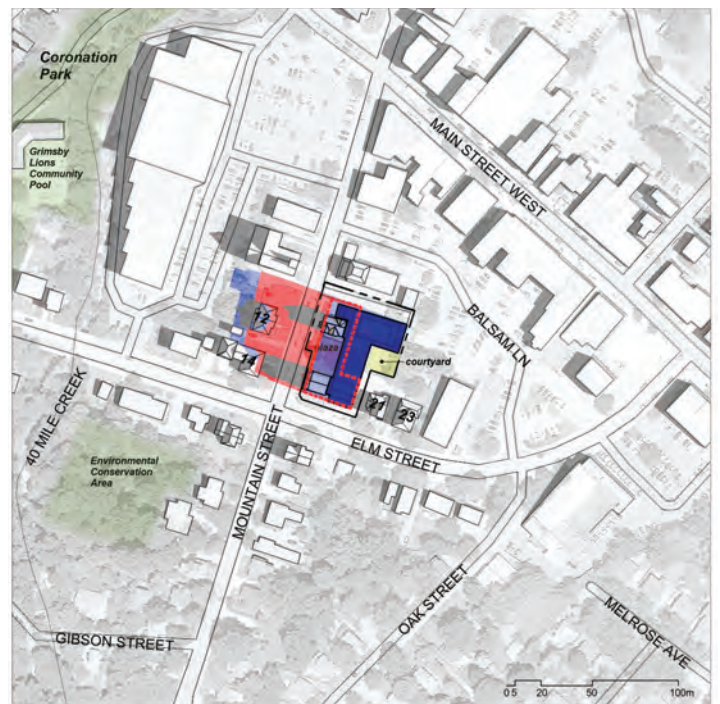 Coronation
Park
Grimsby
Lions
Community
Pool
MAIN STREET WEST
BALSAM LN
12
plaza
courtyard
14
21
23
40 MILE CREEK
ELM STREET
MOUNTAIN STREET
Environmental
Conservation
Area
OAK STREET
MELROSE AVE
GIBSON STREET
0 5 20 50 100m